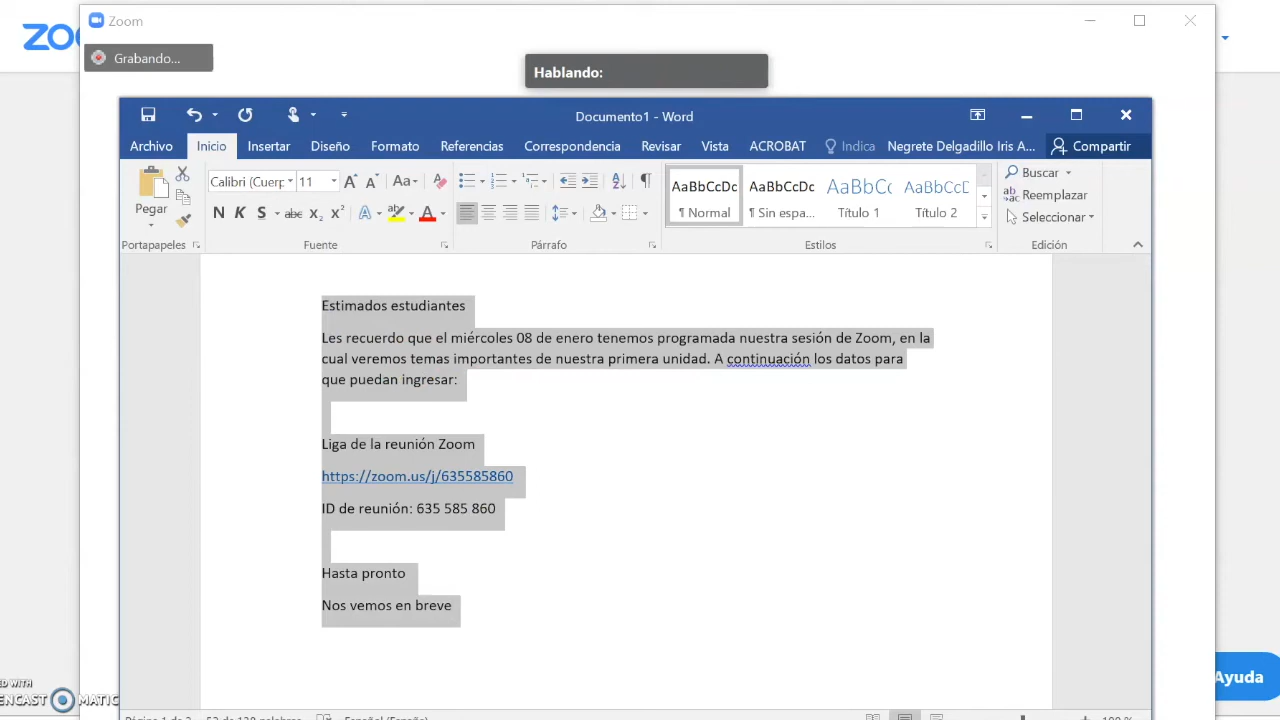 Zoom
Grabando...
Hablando:
Documento1 - Word
Archivo Inicio Insertar Diseño Formato Referencias Correspondencia Revisar Vista ACROBAT Indica Negrete Delgadillo Iris A... Compartir
Pegar
Calibri (Cuerp 11
Aa
N K S abc X₂ X²
AaBbCcDc AaBbCcDc AaBbCc AaBbCcD
¶ Normal ¶ Sin espa... Título 1 Título 2
Buscar
Reemplazar
Seleccionar
Portapapeles Fuente Párrafo Estilos Edición
Estimados estudiantes
Les recuerdo que el miércoles 08 de enero tenemos programada nuestra sesión de Zoom, en la
cual veremos temas importantes de nuestra primera unidad. A continuación los datos para
que puedan ingresar:
Liga de la reunión Zoom
https://zoom.us/j/635585860
ID de reunión: 635 585 860
Hasta pronto
Nos vemos en breve
Ayuda